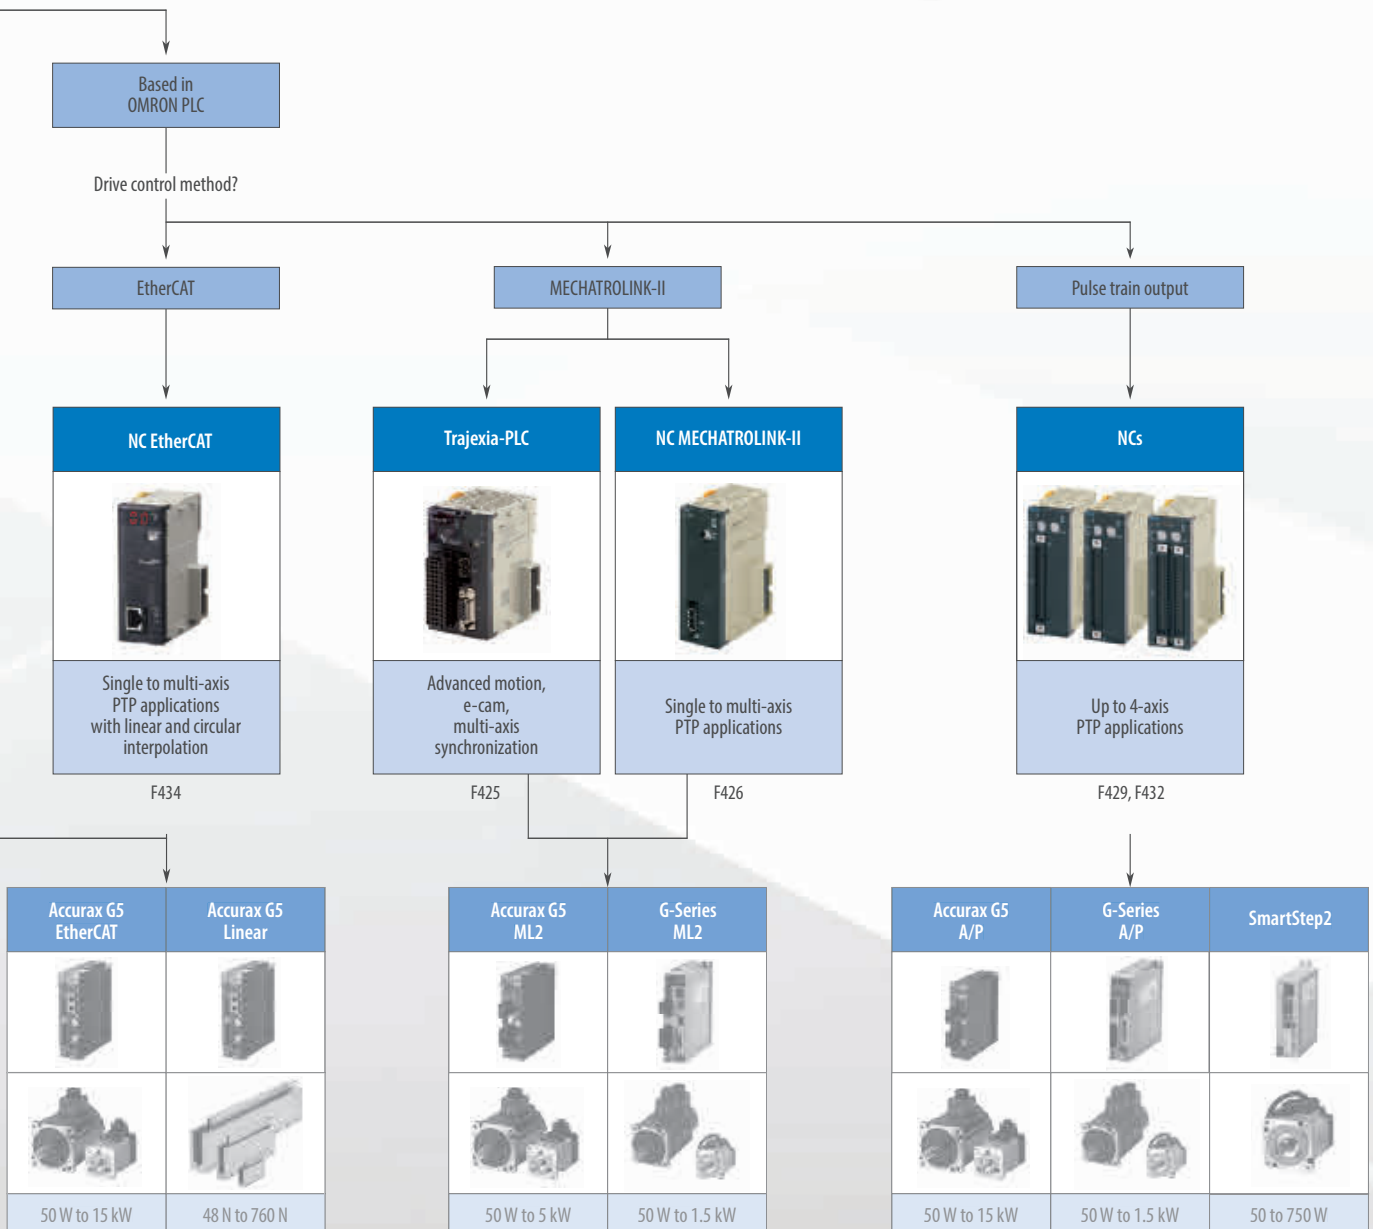 Based in
OMRON PLC
Drive control method?
EtherCAT
MECHATROLINK-II
Pulse train output
NC EtherCAT
Trajexia-PLC
NC MECHATROLINK-II
NCs
Single to multi-axis
PTP applications
with linear and circular
interpolation
Advanced motion,
e-cam,
multi-axis
synchronization
Single to multi-axis
PTP applications
Up to 4-axis
PTP applications
F434
F425
F426
F429, F432
Accurax G5
EtherCAT
Accurax G5
Linear
Accurax G5
ML2
G-Series
ML2
Accurax G5
A/P
G-Series
A/P
SmartStep2
50 W to 15 kW
48 N to 760 N
50 W to 5 kW
50 W to 1.5 kW
50 W to 15 kW
50 W to 1.5 kW
50 to 750 W